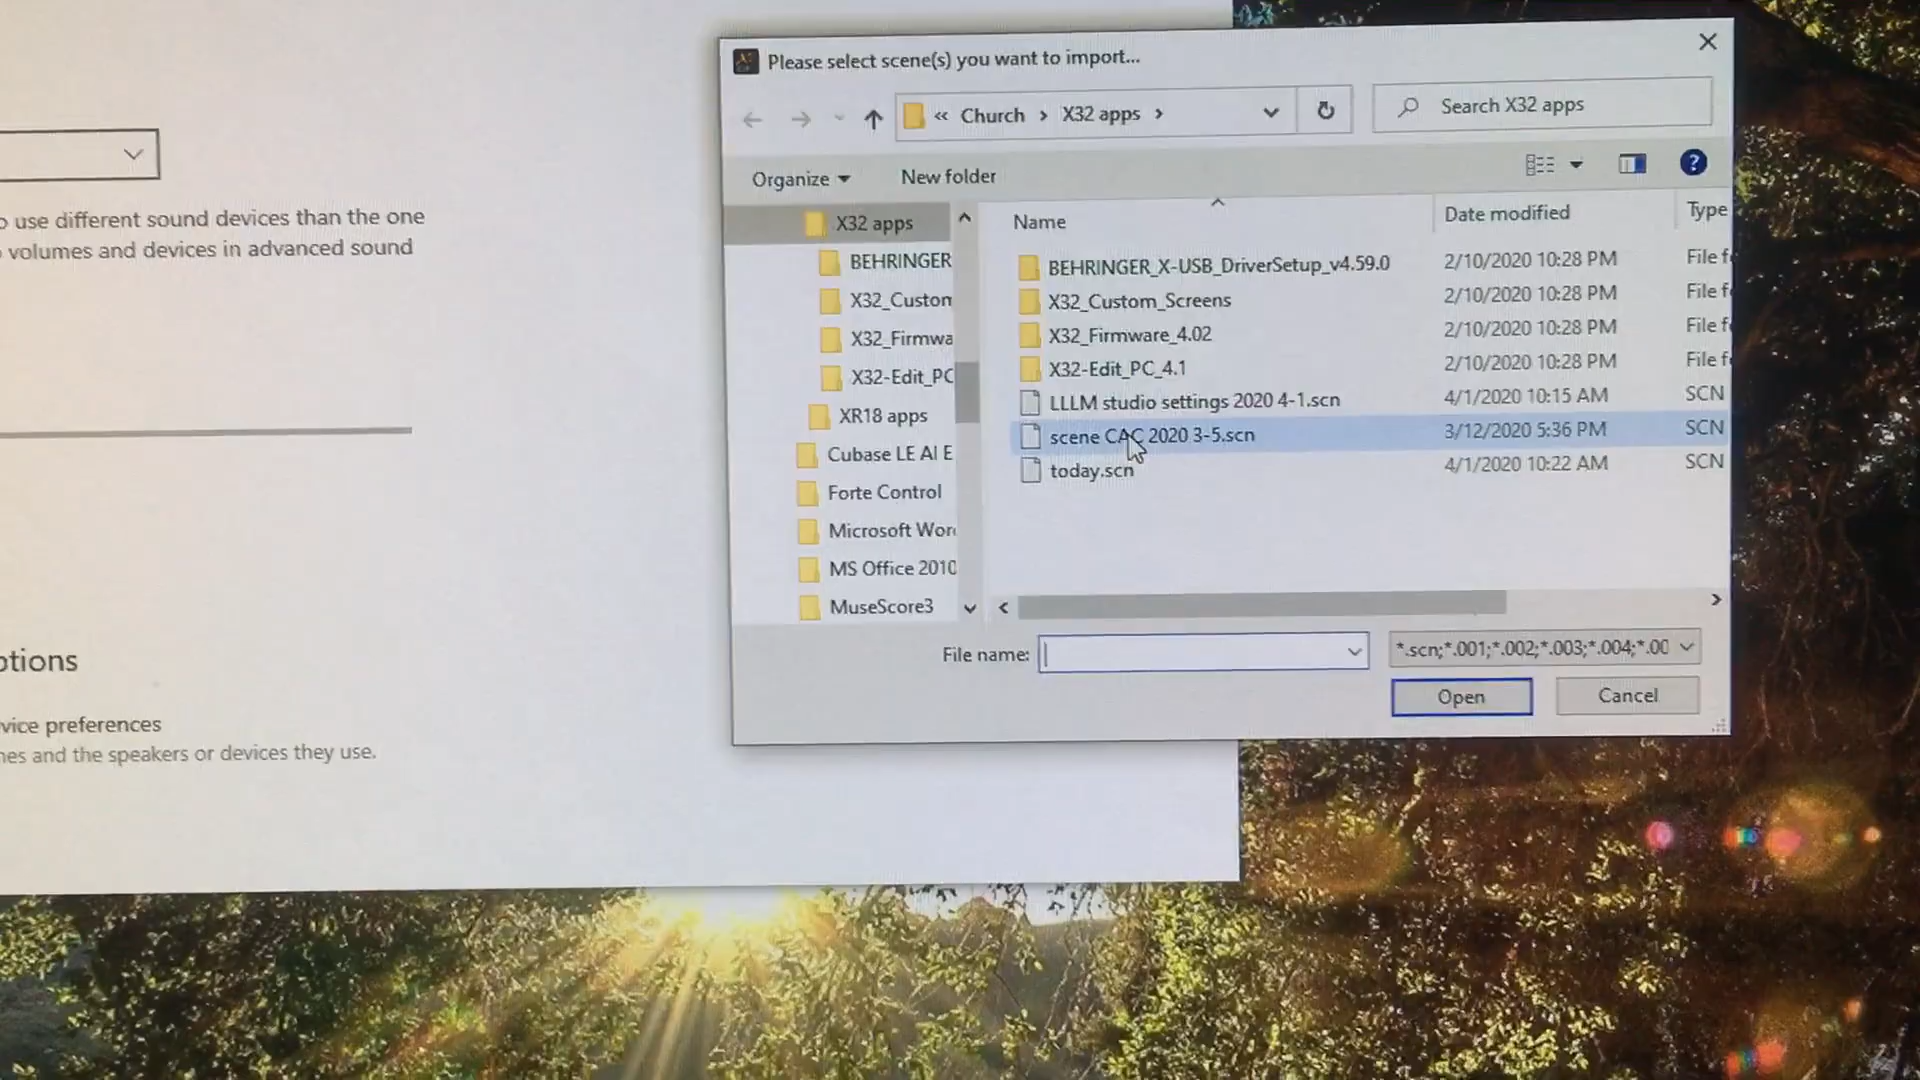 Please select scene(s) you want to import...
« Church › X32 apps ›
Search X32 apps
Organize
New folder
?
X32 apps
BEHRINGER
X32_Custom
X32_Firmwa
X32-Edit_PC
XR18 apps
Cubase LE AI E
Forte Control
Microsoft Wor
MS Office 2010
MuseScore3
Name
Date modified
Type
BEHRINGER_X-USB_DriverSetup_v4.59.0 2/10/2020 10:28 PM File f
X32_Custom_Screens 2/10/2020 10:28 PM File f
X32_Firmware_4.02 2/10/2020 10:28 PM File f
X32-Edit_PC_4.1 2/10/2020 10:28 PM File f
LLLM studio settings 2020 4-1.scn 4/1/2020 10:15 AM SCN
scene CAC 2020 3-5.scn 3/12/2020 5:36 PM SCN
today.scn 4/1/2020 10:22 AM SCN
File name:
*.scn;*.001;*.002;*.003;*.004;*.00
Open
Cancel
o use different sound devices than the one
volumes and devices in advanced sound
otions
vice preferences
nes and the speakers or devices they use.